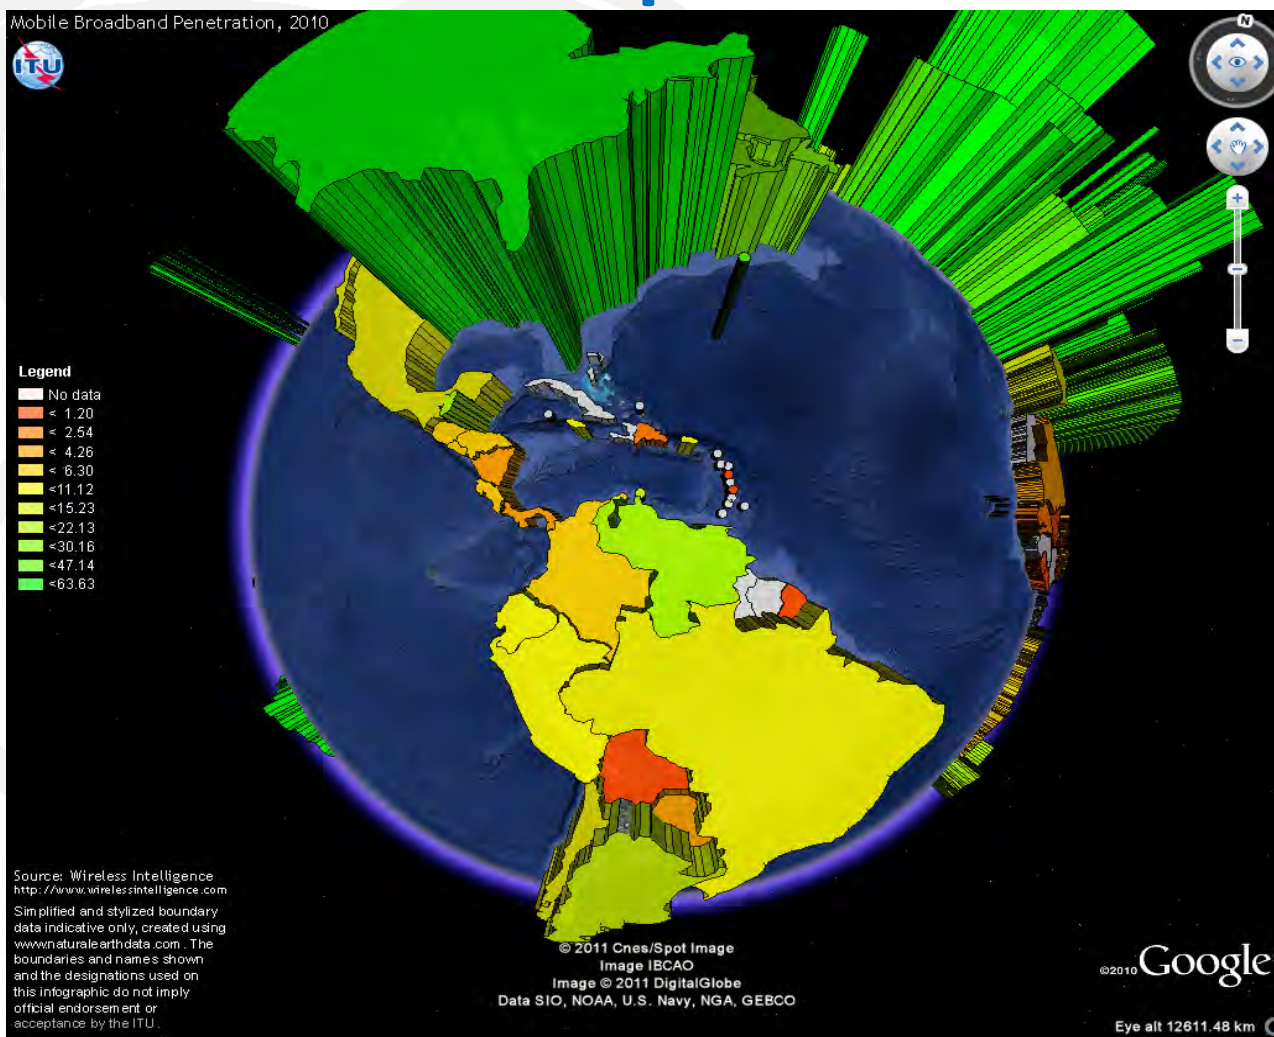 Mobile Broadband Penetration, 2010
ITU
N
Legend
No data
< 1.20
< 2.54
< 4.26
< 6.30
<11.12
<15.23
<22.13
<30.16
<47.14
<63.63
Source: Wireless Intelligence
http://www.wirelessintelligence.com
Simplified and stylized boundary
data indicative only, created using
www.naturalearthdata.com . The
boundaries and names shown
and the designations used on
this infographic do not imply
official endorsement or
acceptance by the ITU .
© 2011 Cnes/Spot Image
Image IBCAO
Image © 2011 DigitalGlobe
Data SIO, NOAA, U.S. Navy, NGA, GEBCO
©2010 Google
Eye alt 12611.48 km